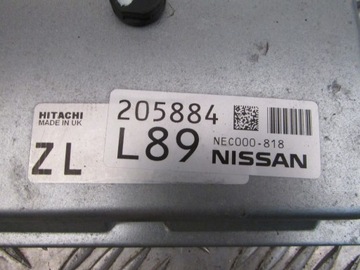 HITACHI
MADE IN UK
ZL
205884
L89
NEC000-818
NISSAN